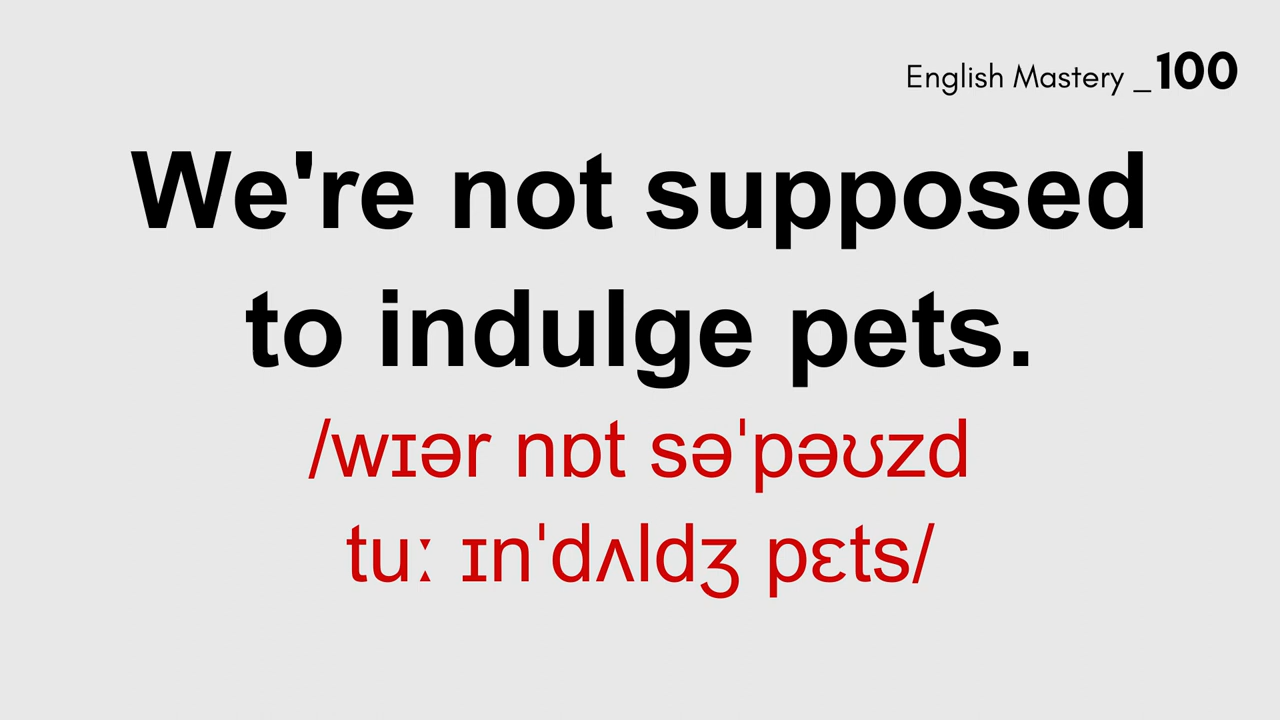 English Mastery _100
We're not supposed
to indulge pets.
/wɪər nɒt səˈpəʊzd
tuː ɪnˈdʌldʒ pɛts/